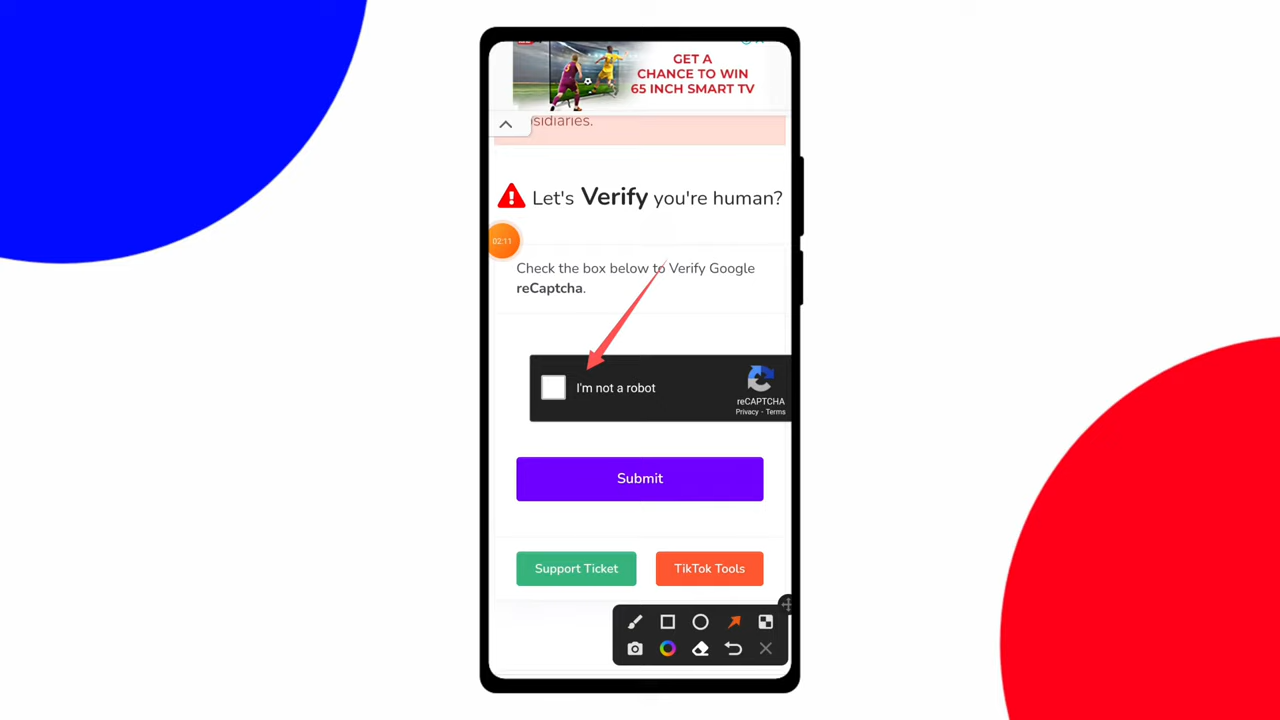 GET A
CHANCE TO WIN
65 INCH SMART TV
sidiaries.
Let's Verify you're human?
02:11
Check the box below to Verify Google
reCaptcha.
I'm not a robot
reCAPTCHA
Privacy - Terms
Submit
Support Ticket
TikTok Tools